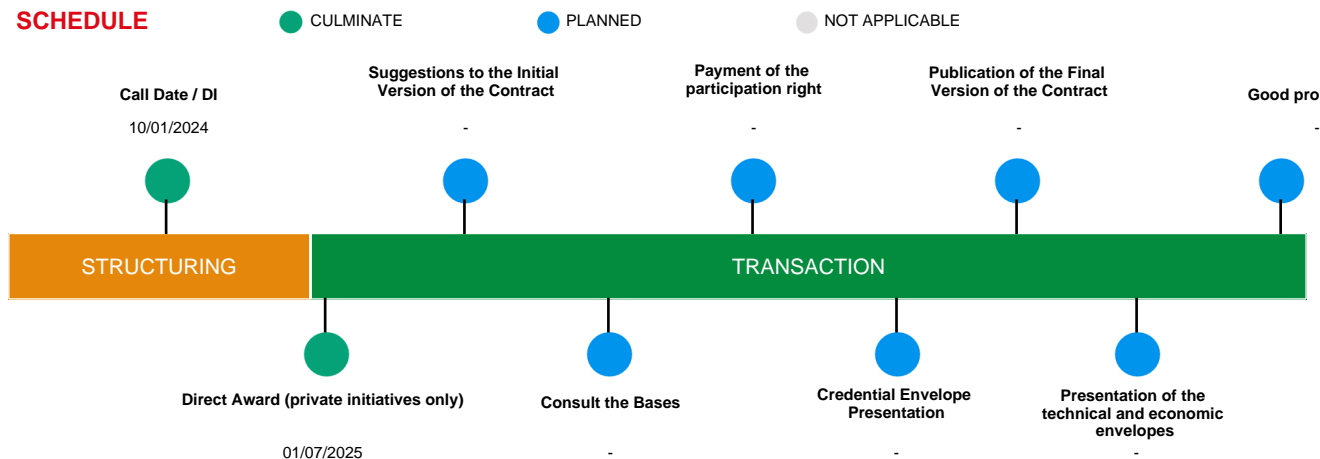 SCHEDULE
CULMINATE
PLANNED
NOT APPLICABLE
Call Date / DI
10/01/2024
Suggestions to the Initial
Version of the Contract
-
Payment of the
participation right
-
Publication of the Final
Version of the Contract
-
Good pro
-
STRUCTURING
TRANSACTION
Direct Award (private initiatives only)
01/07/2025
Consult the Bases
-
Credential Envelope
Presentation
-
Presentation of the
technical and economic
envelopes
-